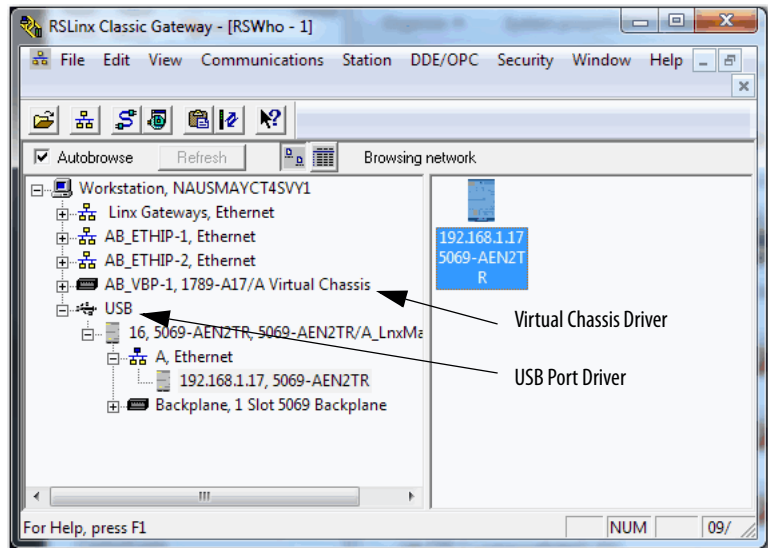 RSLinx Classic Gateway - [RSWho - 1]
File Edit View Communications Station DDE/OPC Security Window Help
Autobrowse Refresh Browsing network
Workstation, NAUSMAYCT4SVY1
Linx Gateways, Ethernet
AB_ETHIP-1, Ethernet
AB_ETHIP-2, Ethernet
AB_VBP-1, 1789-A17/A Virtual Chassis
USB
16, 5069-AEN2TR, 5069-AEN2TR/A_LnxMa
A, Ethernet
192.168.1.17, 5069-AEN2TR
Backplane, 1 Slot 5069 Backplane
192.168.1.17
5069-AEN2T
R
Virtual Chassis Driver
USB Port Driver
For Help, press F1 NUM 09/